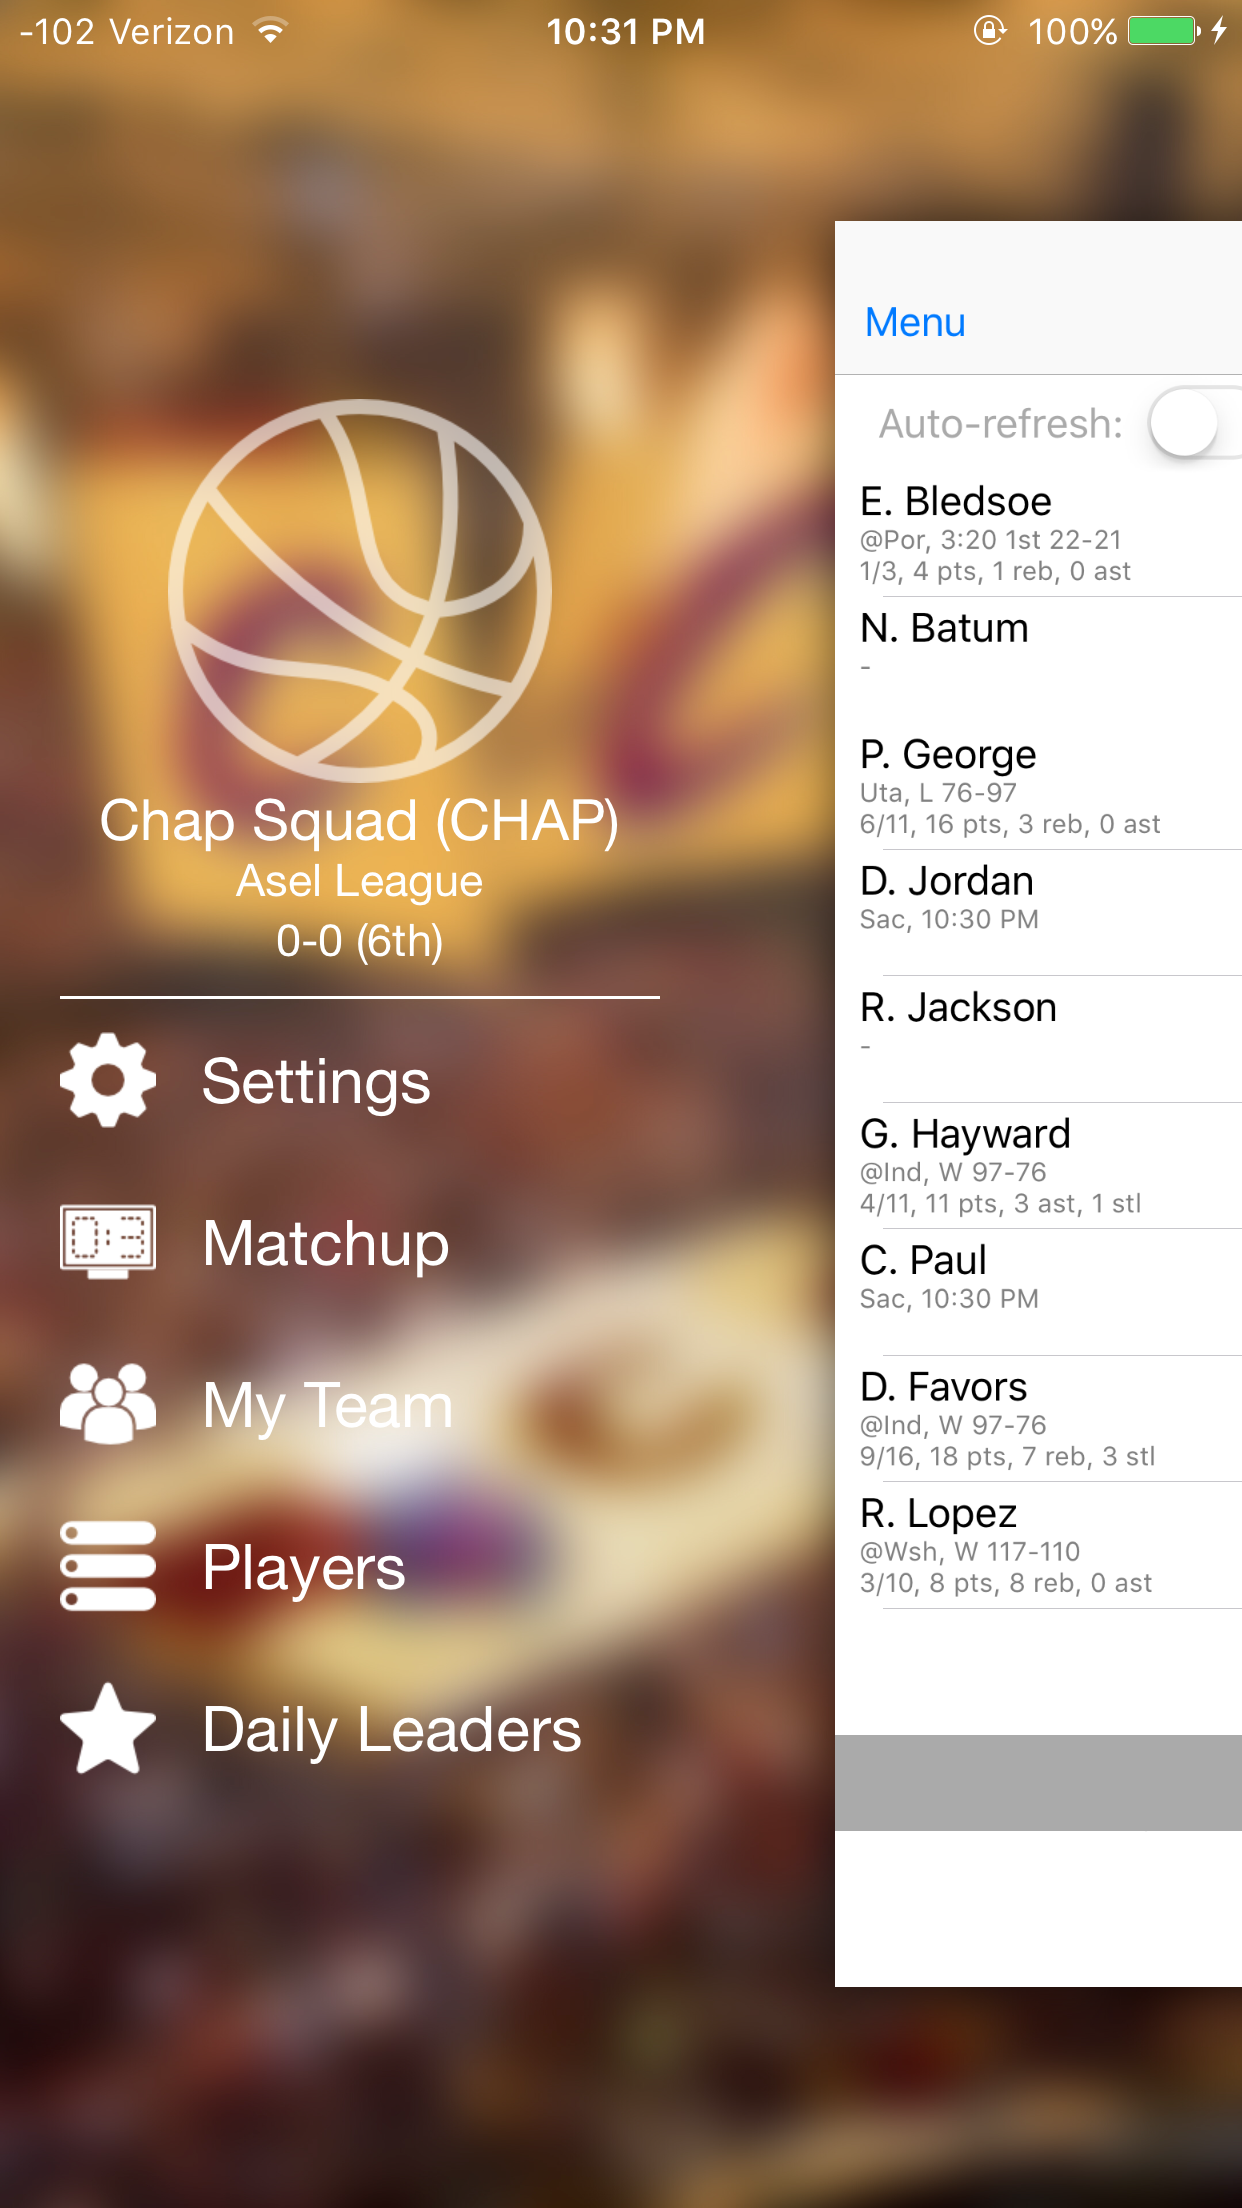 -102 Verizon 10:31 PM 100%
Chap Squad (CHAP)
Asel League
0-0 (6th)
Settings
0:3
Matchup
My Team
Players
Daily Leaders
Menu
Auto-refresh:
E. Bledsoe
@Por, 3:20 1st 22-21
1/3, 4 pts, 1 reb, 0 ast
N. Batum
-
P. George
Uta, L 76-97
6/11, 16 pts, 3 reb, 0 ast
D. Jordan
Sac, 10:30 PM
R. Jackson
-
G. Hayward
@Ind, W 97-76
4/11, 11 pts, 3 ast, 1 stl
C. Paul
Sac, 10:30 PM
D. Favors
@Ind, W 97-76
9/16, 18 pts, 7 reb, 3 stl
R. Lopez
@Wsh, W 117-110
3/10, 8 pts, 8 reb, 0 ast